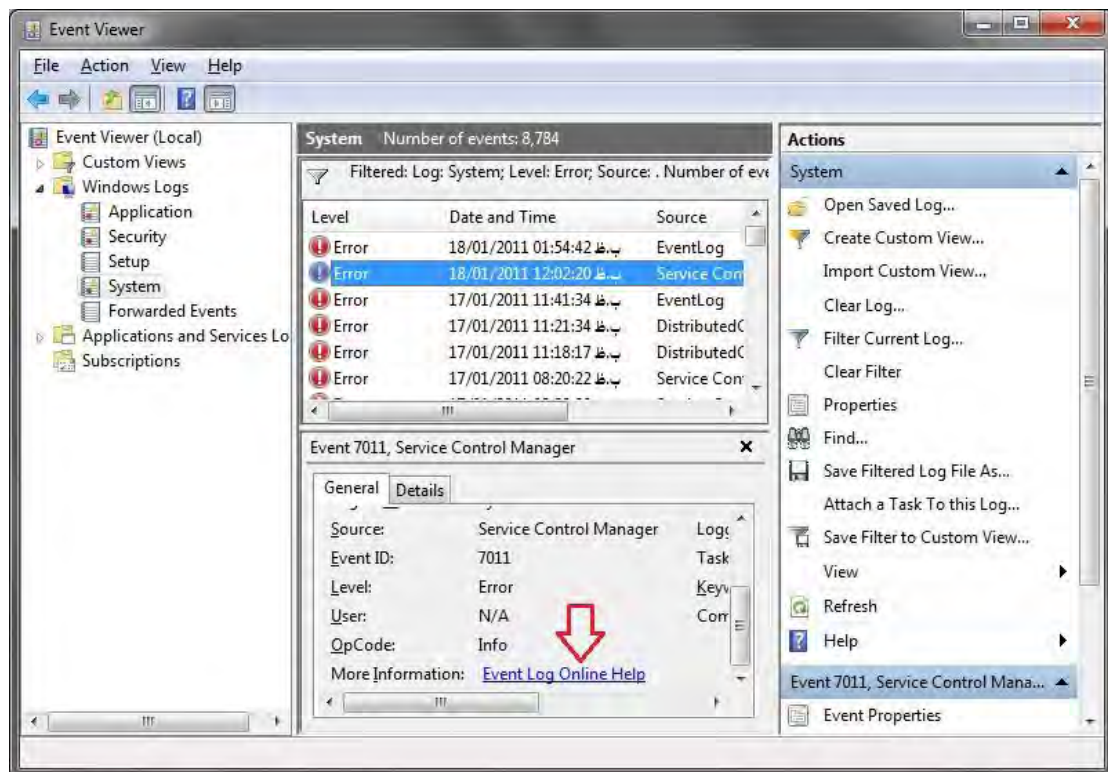 Event Viewer
File Action View Help
Event Viewer (Local)
Custom Views
Windows Logs
Application
Security
Setup
System
Forwarded Events
Applications and Services Lo
Subscriptions
System Number of events: 8,784
Filtered: Log: System; Level: Error; Source: . Number of eve
Level Date and Time Source
Error 18/01/2011 01:54:42 ب.ظ EventLog
Error 18/01/2011 12:02:20 ب.ظ Service Con
Error 17/01/2011 11:41:34 ب.ظ EventLog
Error 17/01/2011 11:21:34 ب.ظ DistributedC
Error 17/01/2011 11:18:17 ب.ظ DistributedC
Error 17/01/2011 08:20:22 ب.ظ Service Con
Event 7011, Service Control Manager
General Details
Source: Service Control Manager Logg
Event ID: 7011 Task
Level: Error Keyw
User: N/A Com
OpCode: Info
More Information: Event Log Online Help
Actions
System
Open Saved Log...
Create Custom View...
Import Custom View...
Clear Log...
Filter Current Log...
Clear Filter
Properties
Find...
Save Filtered Log File As...
Attach a Task To this Log...
Save Filter to Custom View...
View
Refresh
Help
Event 7011, Service Control Mana...
Event Properties